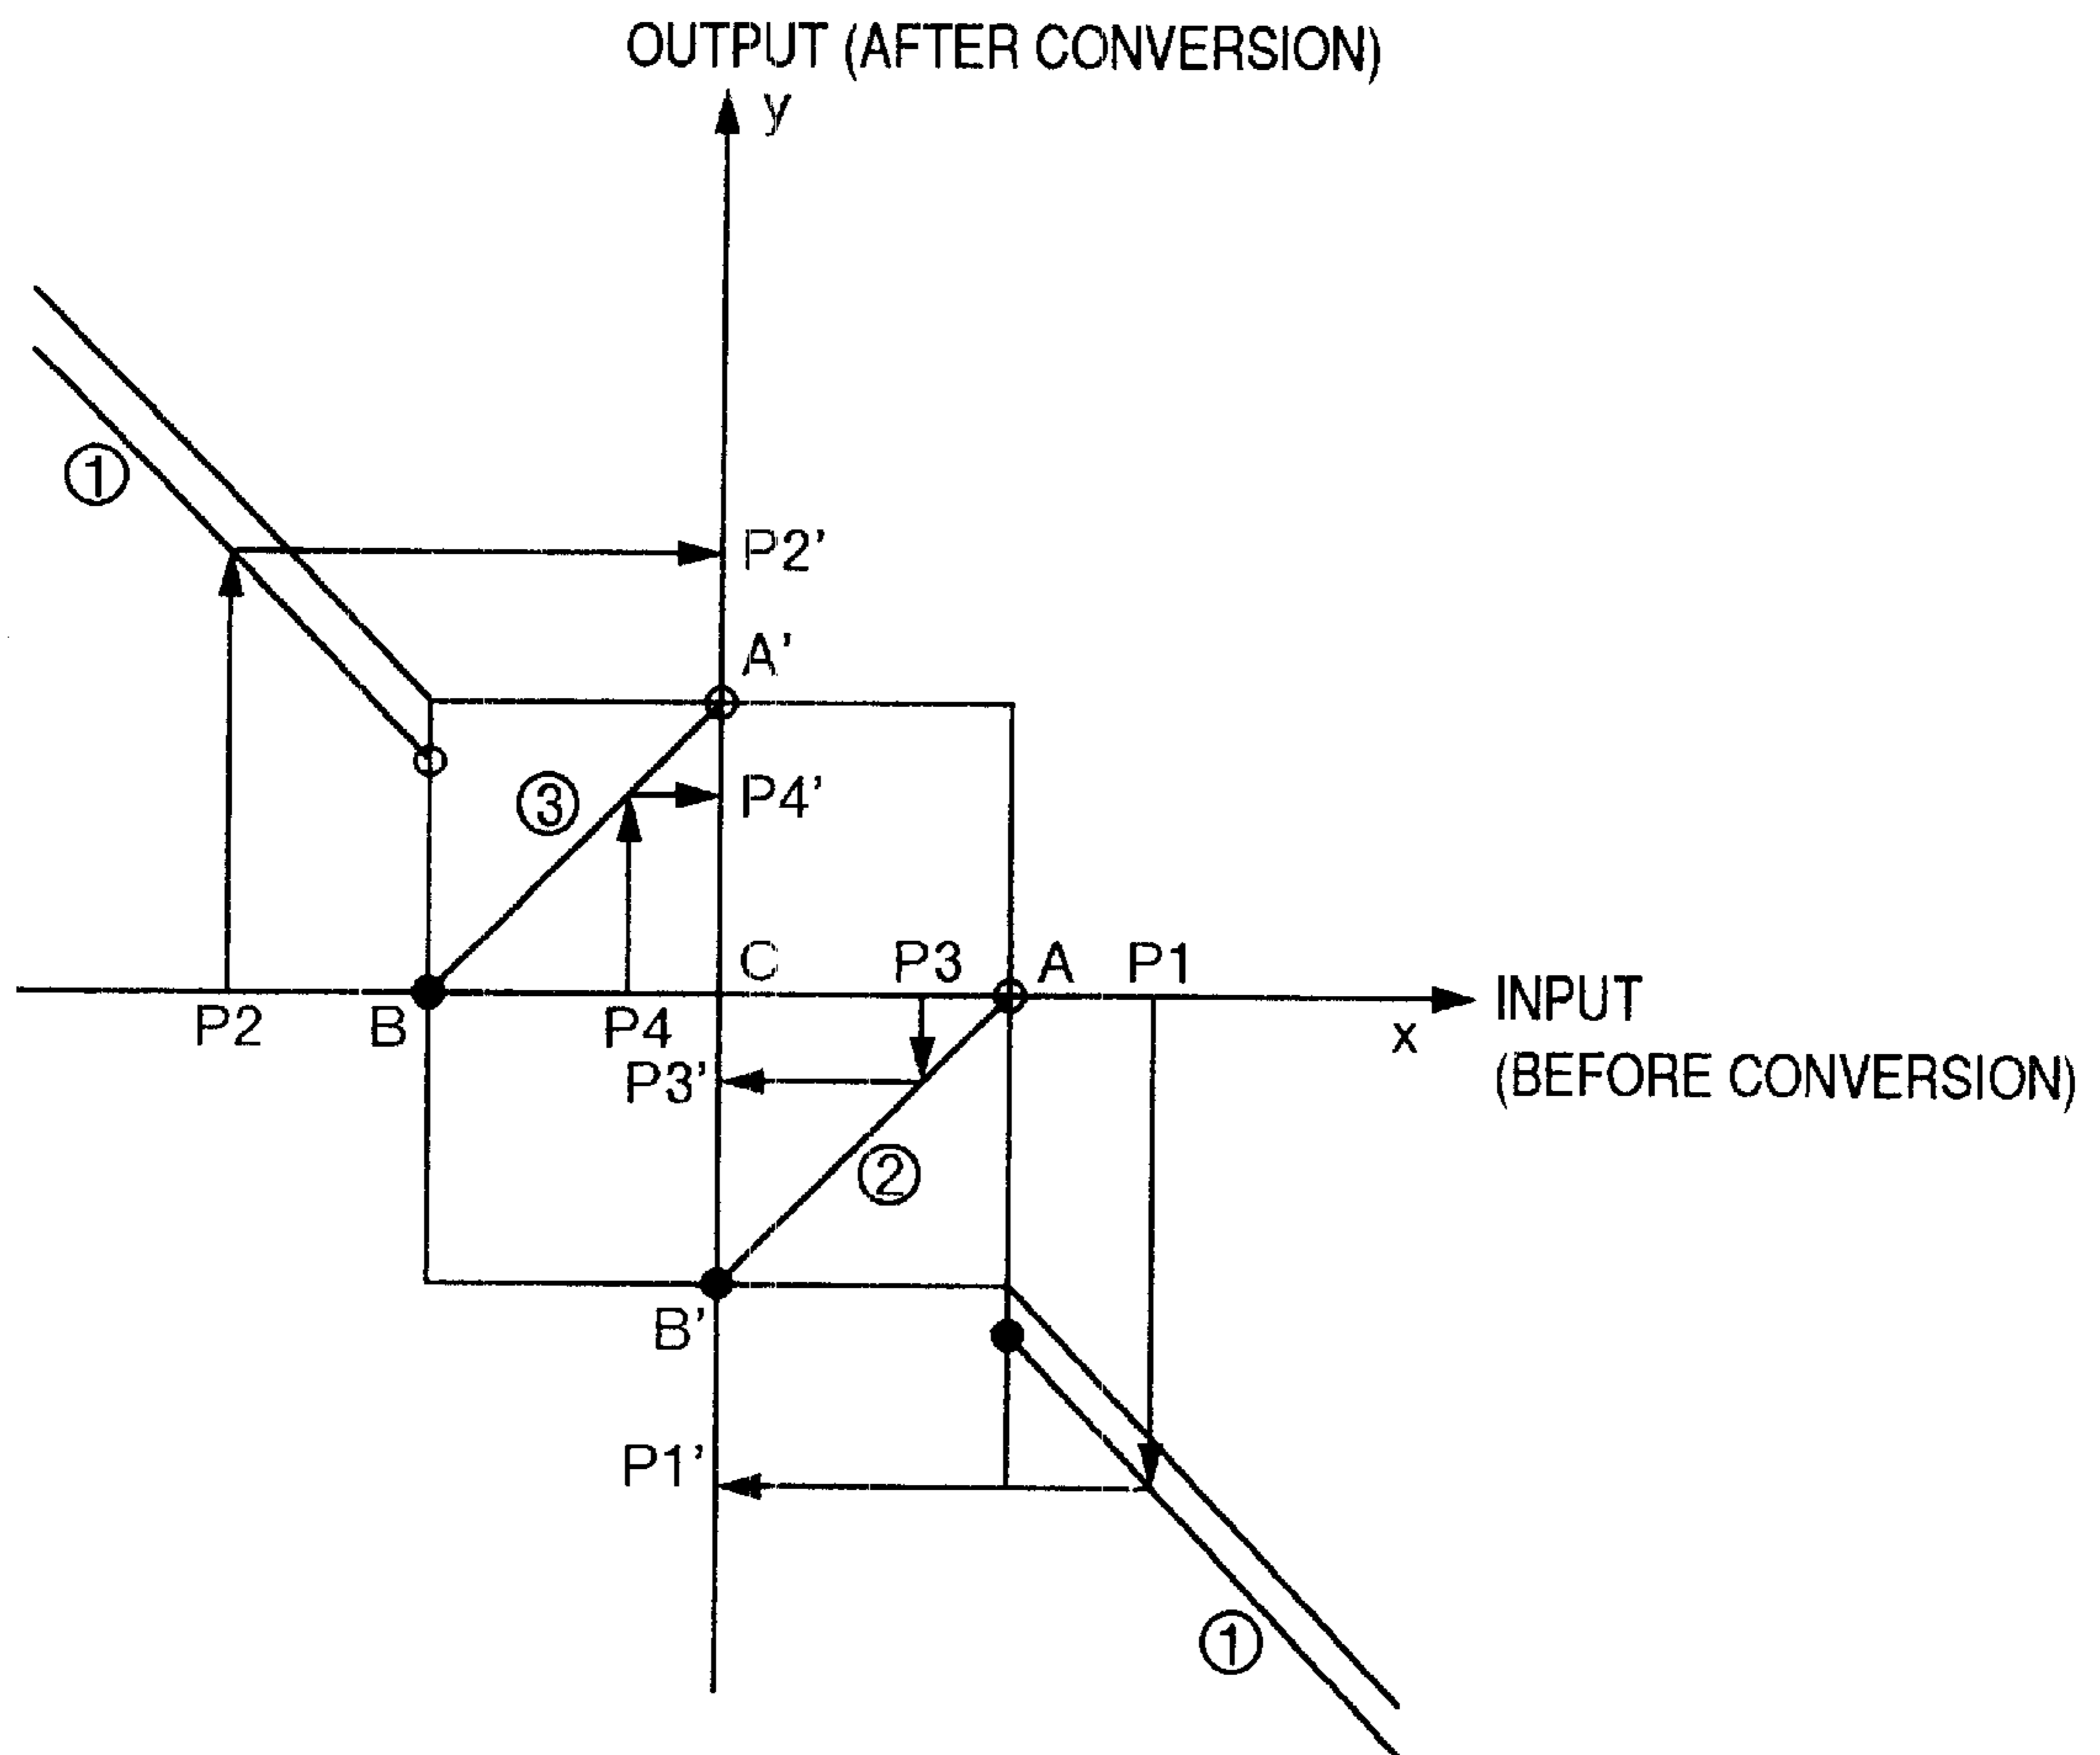 OUTPUT (AFTER CONVERSION)
y
①
P2'
A'
③
P4'
C
P3
A
P1
INPUT
(BEFORE CONVERSION)
x
P2
B
P4
P3'
②
B'
P1'
①